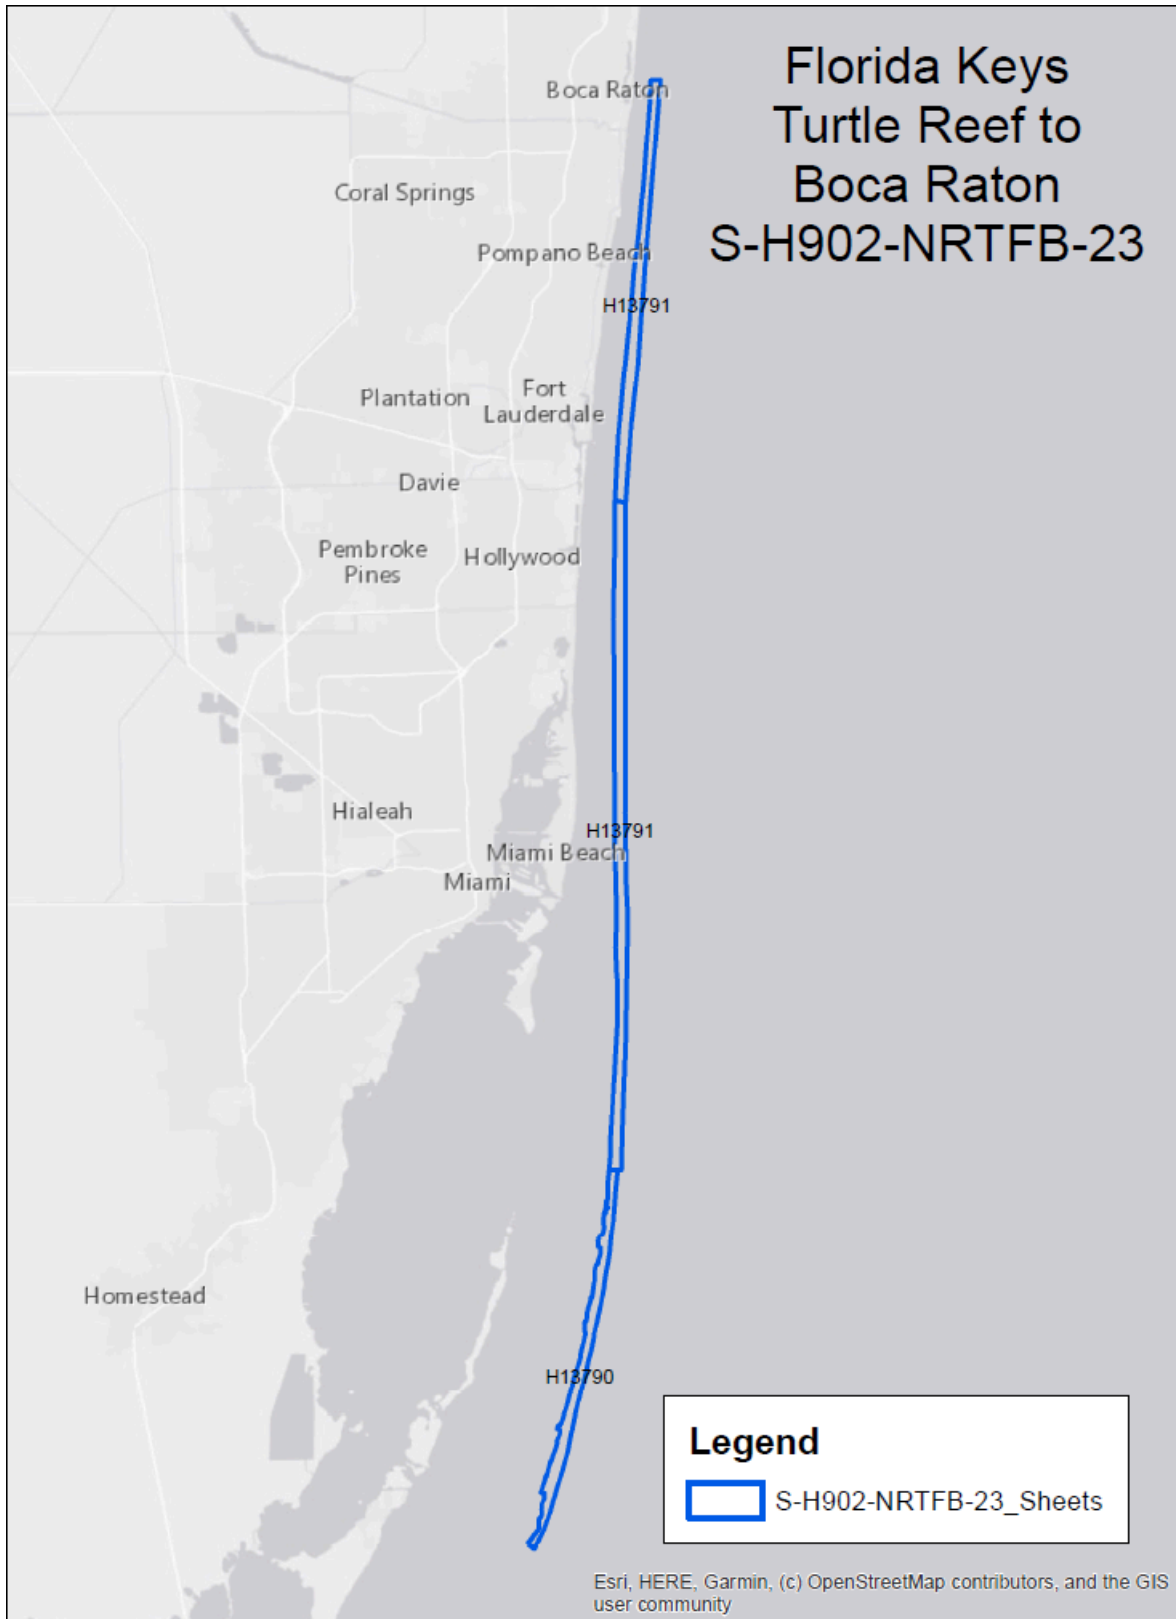 Florida Keys
Turtle Reef to
Boca Raton
S-H902-NRTFB-23
Boca Raton
Coral Springs
Pompano Beach
H13791
Plantation
Fort
Lauderdale
Davie
Pembroke
Pines
Hollywood
Hialeah
H13791
Miami Beach
Miami
Homestead
H13790
Legend
S-H902-NRTFB-23_Sheets
Esri, HERE, Garmin, (c) OpenStreetMap contributors, and the GIS
user community